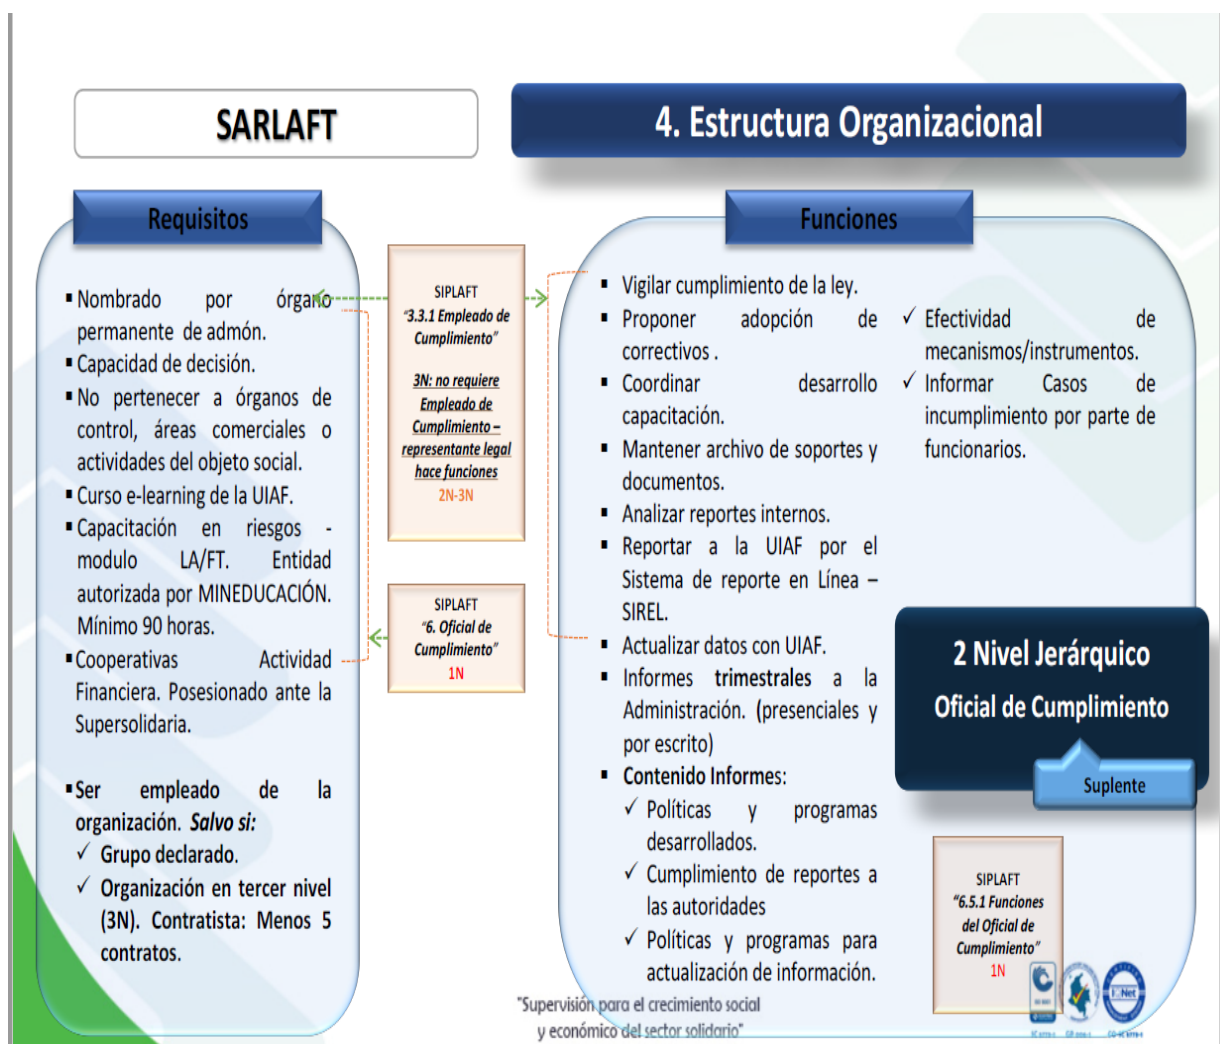 SARLAFT
4. Estructura Organizacional
Requisitos
▪ Nombrado por órgano
permanente de admón.
▪ Capacidad de decisión.
▪ No pertenecer a órganos de
control, áreas comerciales o
actividades del objeto social.
▪ Curso e-learning de la UIAF.
▪ Capacitación en riesgos -
modulo LA/FT. Entidad
autorizada por MINEDUCACIÓN.
Mínimo 90 horas.
▪ Cooperativas Actividad
Financiera. Posesionado ante la
Supersolidaria.
▪ Ser empleado de la
organización. Salvo si:
✓ Grupo declarado.
✓ Organización en tercer nivel
(3N). Contratista: Menos 5
contratos.
SIPLAFT
"3.3.1 Empleado de
Cumplimiento"
3N: no requiere
Empleado de
Cumplimiento –
representante legal
hace funciones
2N-3N
SIPLAFT
"6. Oficial de
Cumplimiento"
1N
Funciones
▪ Vigilar cumplimiento de la ley.
▪ Proponer adopción de
correctivos .
▪ Coordinar desarrollo
capacitación.
▪ Mantener archivo de soportes y
documentos.
▪ Analizar reportes internos.
▪ Reportar a la UIAF por el
Sistema de reporte en Línea –
SIREL.
▪ Actualizar datos con UIAF.
▪ Informes trimestrales a la
Administración. (presenciales y
por escrito)
▪ Contenido Informes:
✓ Políticas y programas
desarrollados.
✓ Cumplimiento de reportes a
las autoridades
✓ Políticas y programas para
actualización de información.
✓ Efectividad de
mecanismos/instrumentos.
✓ Informar Casos de
incumplimiento por parte de
funcionarios.
2 Nivel Jerárquico
Oficial de Cumplimiento
Suplente
SIPLAFT
"6.5.1 Funciones
del Oficial de
Cumplimiento"
1N
"Supervisión para el crecimiento social
y económico del sector solidario"
IQNet